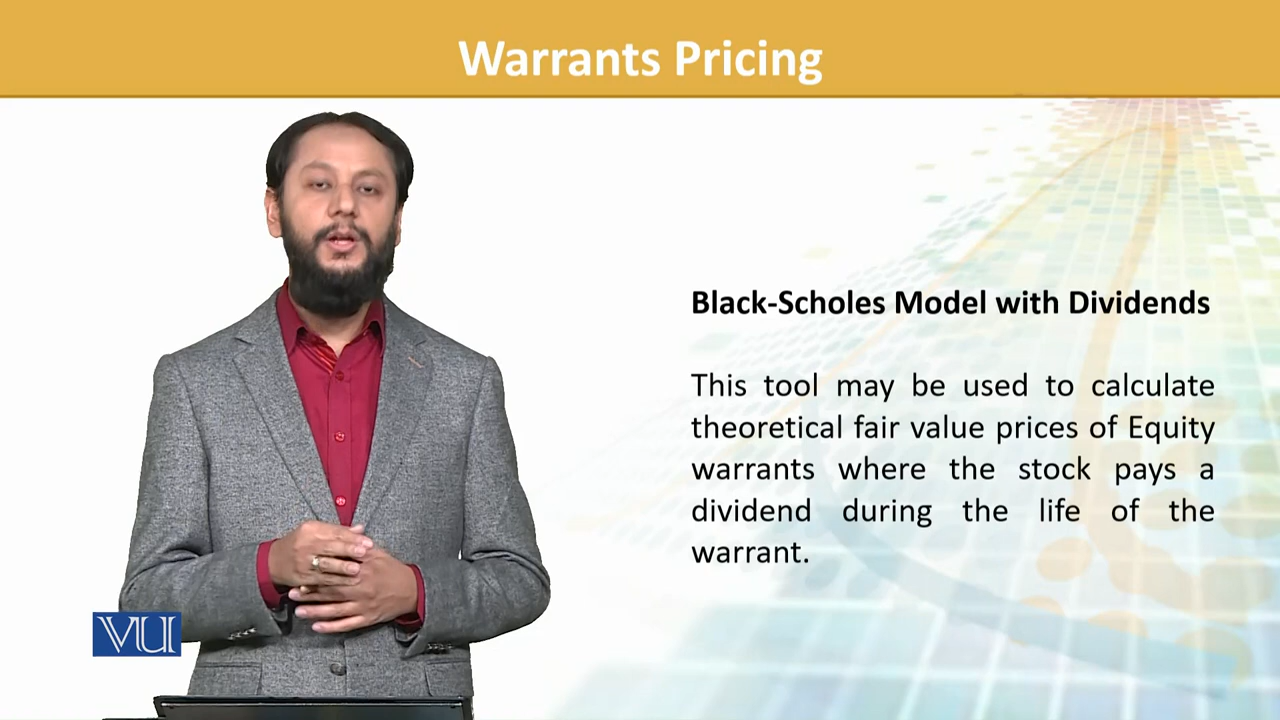 Warrants Pricing
Black-Scholes Model with Dividends
This tool may be used to calculate
theoretical fair value prices of Equity
warrants where the stock pays a
dividend during the life of the
warrant.
VU